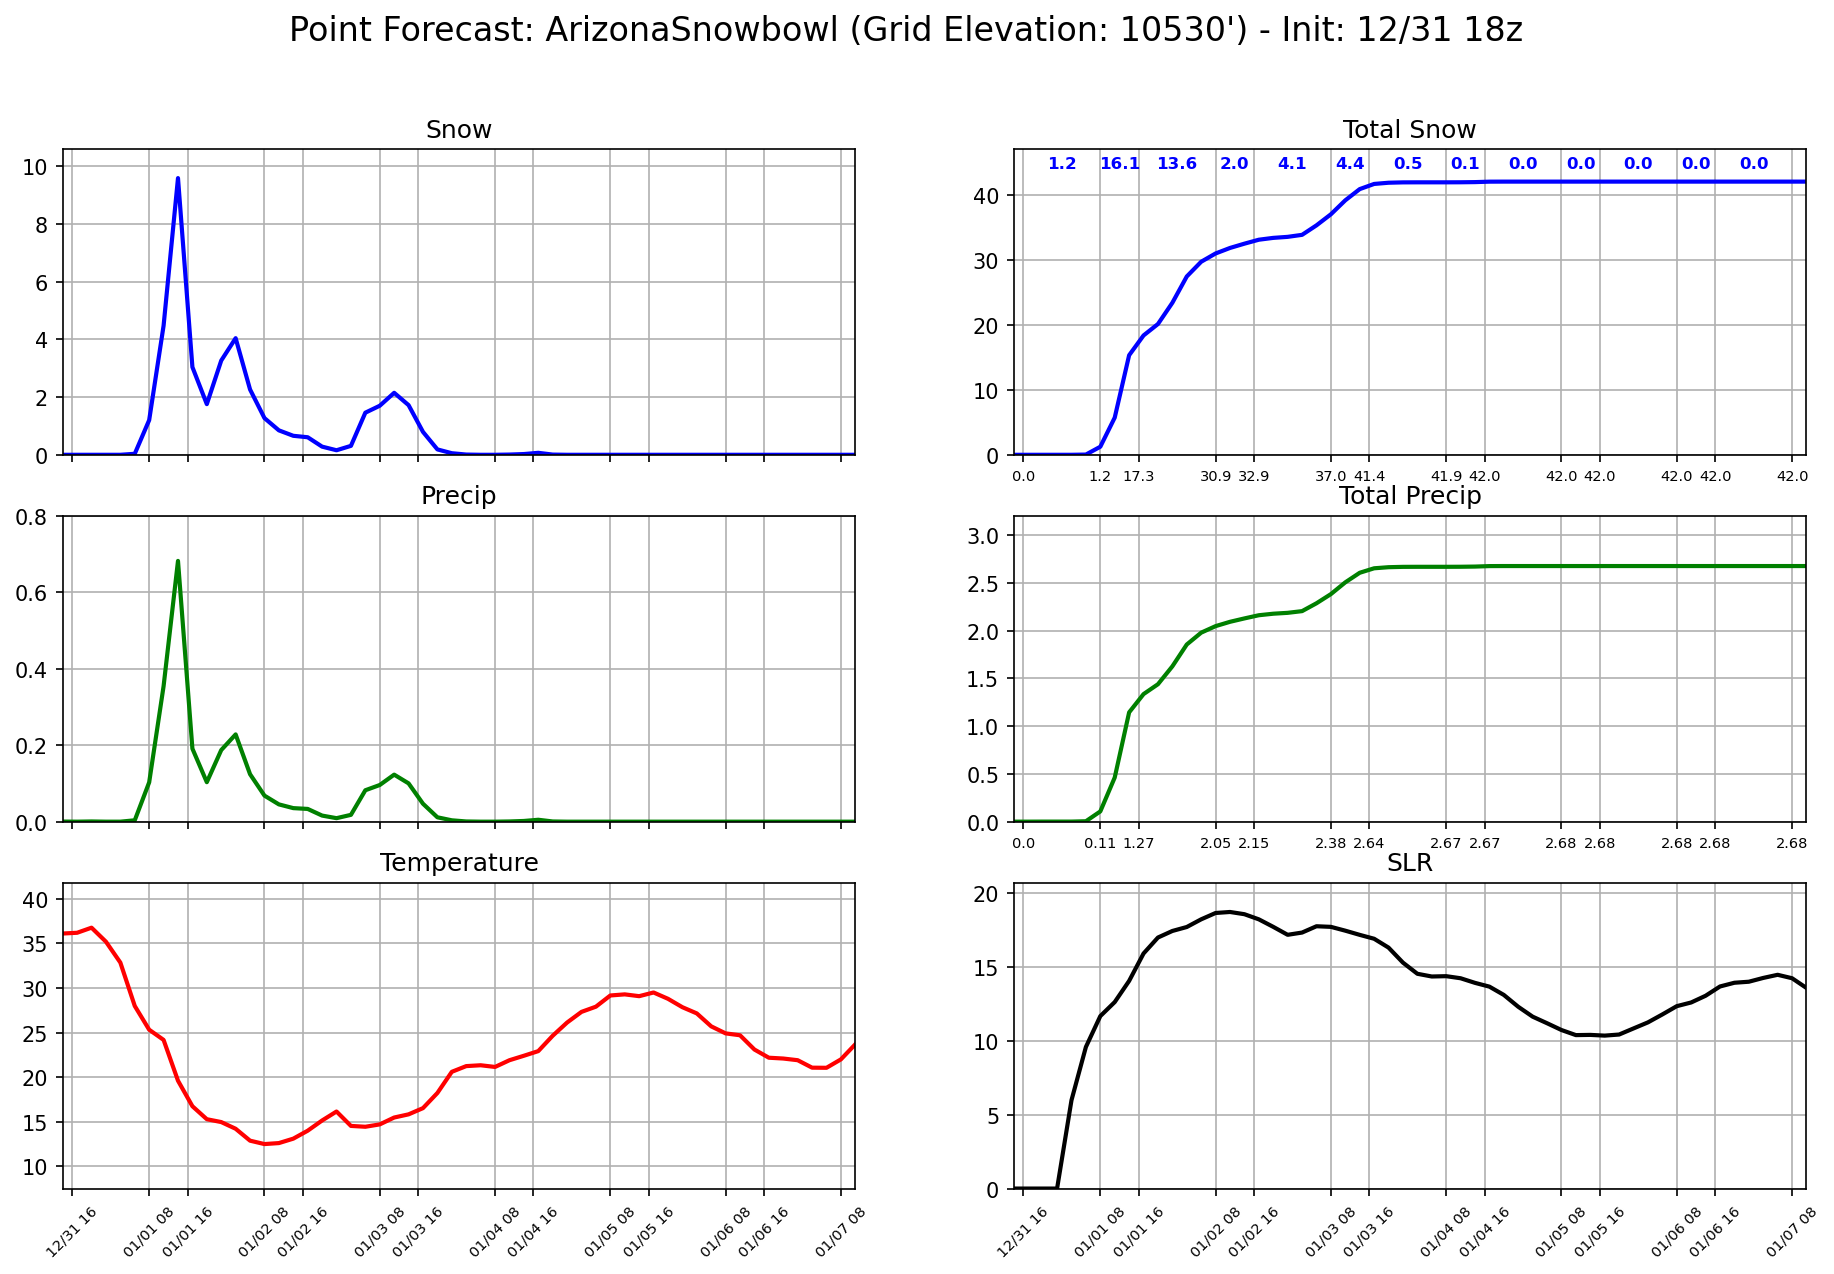 Point Forecast: ArizonaSnowbowl (Grid Elevation: 10530') - Init: 12/31 18z
Snow
10
8
6
4
2
0
Total Snow
1.2 16.1 13.6 2.0 4.1 4.4 0.5 0.1 0.0 0.0 0.0 0.0 0.0
40
30
20
10
0
0.0 1.2 17.3 30.9 32.9 37.0 41.4 41.9 42.0 42.0 42.0 42.0 42.0 42.0
Precip
0.8
0.6
0.4
0.2
0.0
Total Precip
3.0
2.5
2.0
1.5
1.0
0.5
0.0
0.0 0.11 1.27 2.05 2.15 2.38 2.64 2.67 2.67 2.68 2.68 2.68 2.68 2.68
Temperature
40
35
30
25
20
15
10
12/31 16 01/01 08 01/01 16 01/02 08 01/02 16 01/03 08 01/03 16 01/04 08 01/04 16 01/05 08 01/05 16 01/06 08 01/06 16 01/07 08
SLR
20
15
10
5
0
12/31 16 01/01 08 01/01 16 01/02 08 01/02 16 01/03 08 01/03 16 01/04 08 01/04 16 01/05 08 01/05 16 01/06 08 01/06 16 01/07 08